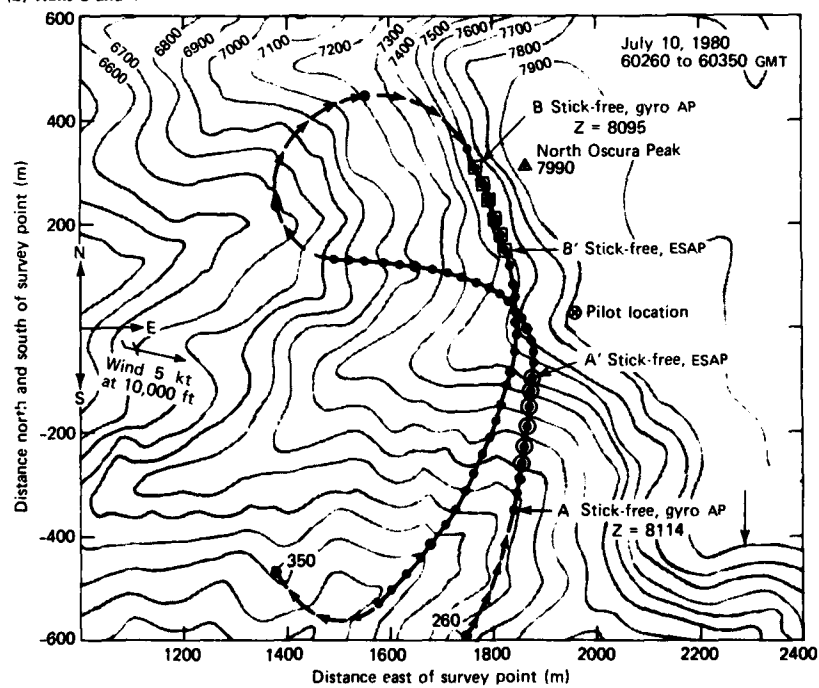 600
400
200
-200
-400
-600
1200
1400
1600
1800
2000
2200
2400
Distance north and south of survey point (m)
Distance east of survey point (m)
6600
6700
6800
6900
7000
7100
7200
7300
7400
7500
7600
7700
7800
7900
July 10, 1980
60260 to 60350 GMT
B Stick-free, gyro AP
Z = 8095
North Oscura Peak
7990
B' Stick-free, ESAP
Pilot location
A' Stick-free, ESAP
A Stick-free, gyro AP
Z = 8114
N
E
S
Wind 5 kt
at 10,000 ft
350
260